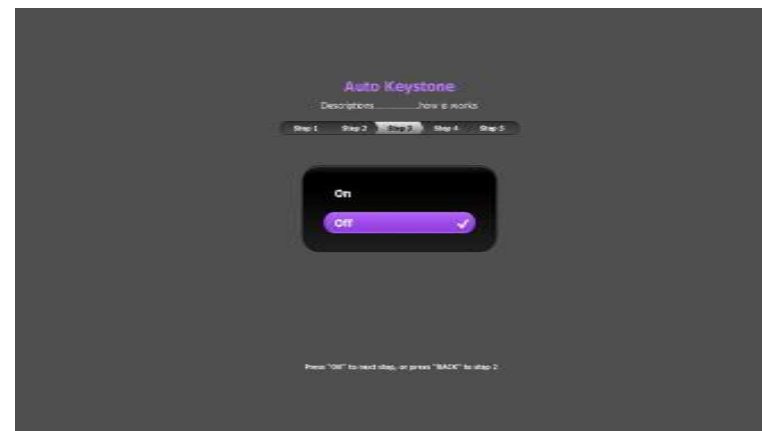 Auto Keystone
Descriptions..............how is works
Step 1 Step 2 Step 3 Step 4 Step 5
On
Off
Press "OK" to next step, or press "BACK" to step 2